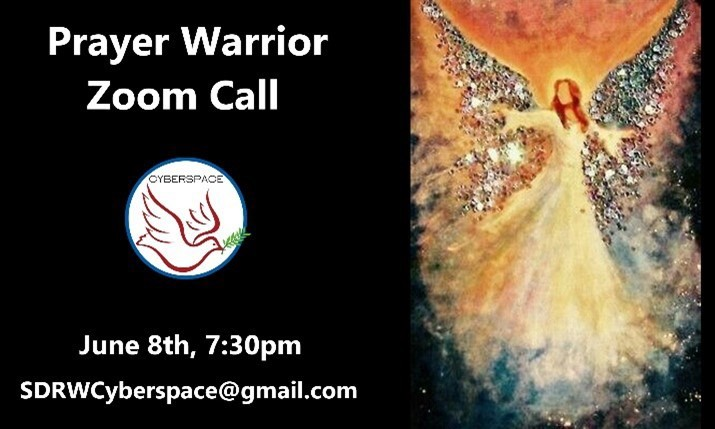 Prayer Warrior
Zoom Call
CYBERSPACE
June 8th, 7:30pm
SDRWCyberspace@gmail.com